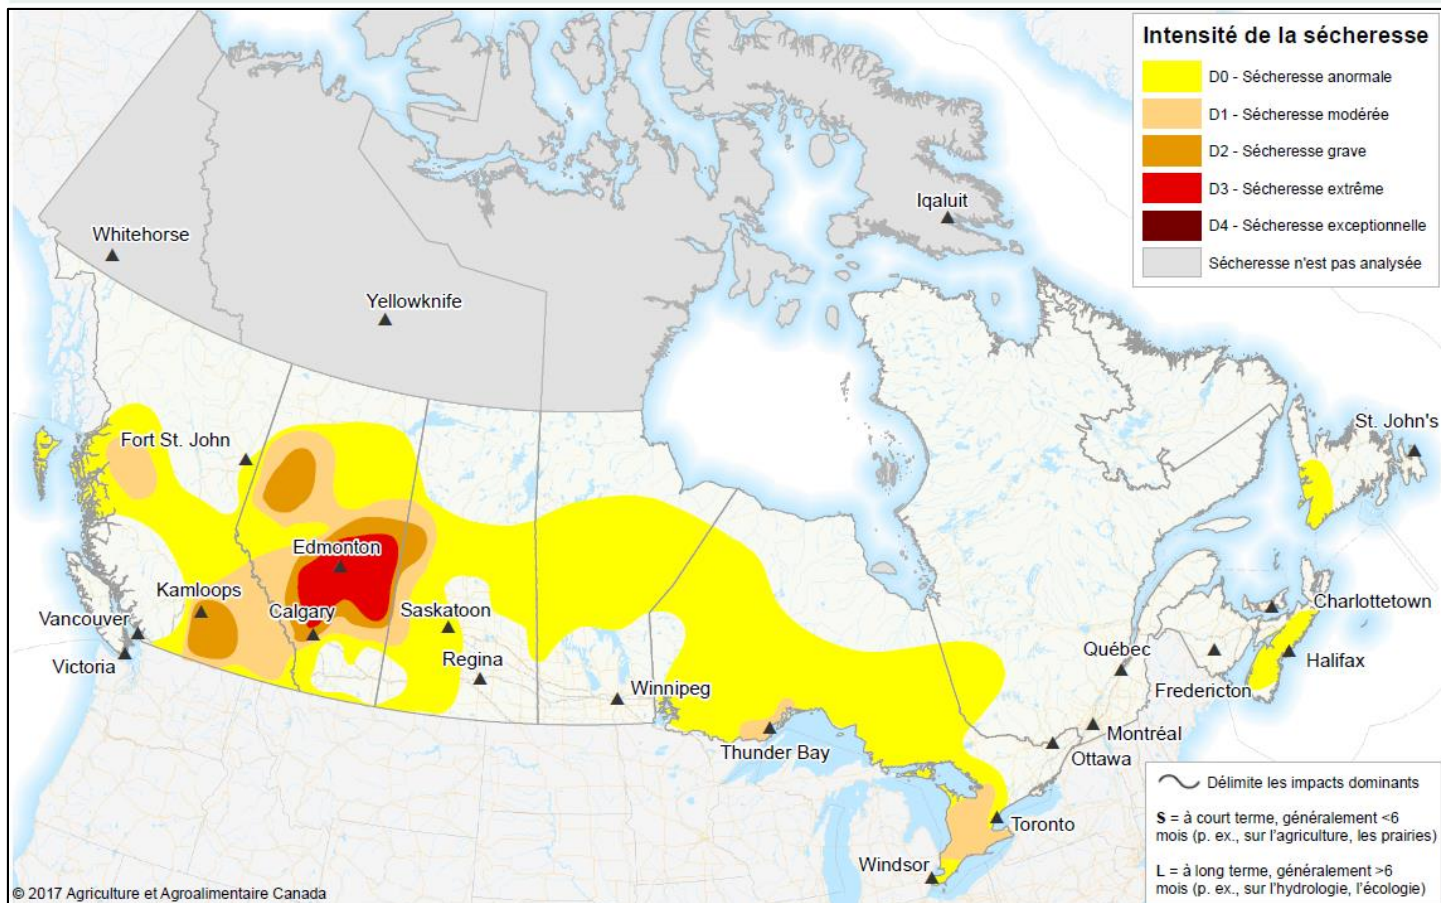 Intensité de la sécheresse
D0 - Sécheresse anormale
D1 - Sécheresse modérée
D2 - Sécheresse grave
D3 - Sécheresse extrême
D4 - Sécheresse exceptionnelle
Sécheresse n'est pas analysée
Iqaluit
Whitehorse
Yellowknife
St. John's
Fort St. John
Edmonton
Kamloops
Calgary
Saskatoon
Charlottetown
Vancouver
Victoria
Regina
Québec
Halifax
Winnipeg
Fredericton
Montréal
Thunder Bay
Ottawa
Toronto
Windsor
Délimite les impacts dominants
S = à court terme, généralement <6
mois (p. ex., sur l'agriculture, les prairies)
L = à long terme, généralement >6
mois (p. ex., sur l'hydrologie, l'écologie)
© 2017 Agriculture et Agroalimentaire Canada